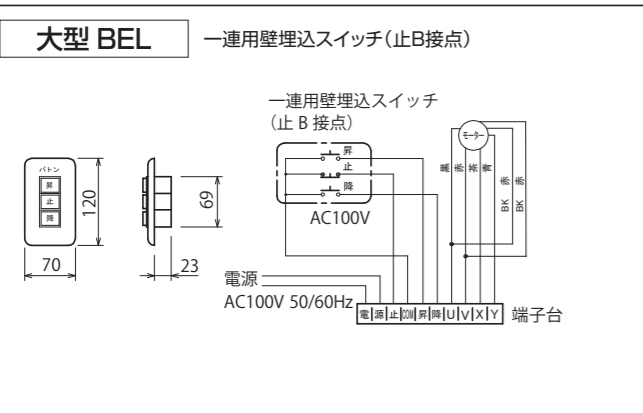 大型 BEL
一連用壁埋込スイッチ(止B接点)
一連用壁埋込スイッチ
(止 B 接点)
昇
止
降
AC100V
モーター
黒 赤 茶 青
BK 赤
BK 赤
バトン
昇
止
降
120
70
69
23
電源
AC100V 50/60Hz
電 源 止 COM 昇 降 U V X Y
端子台